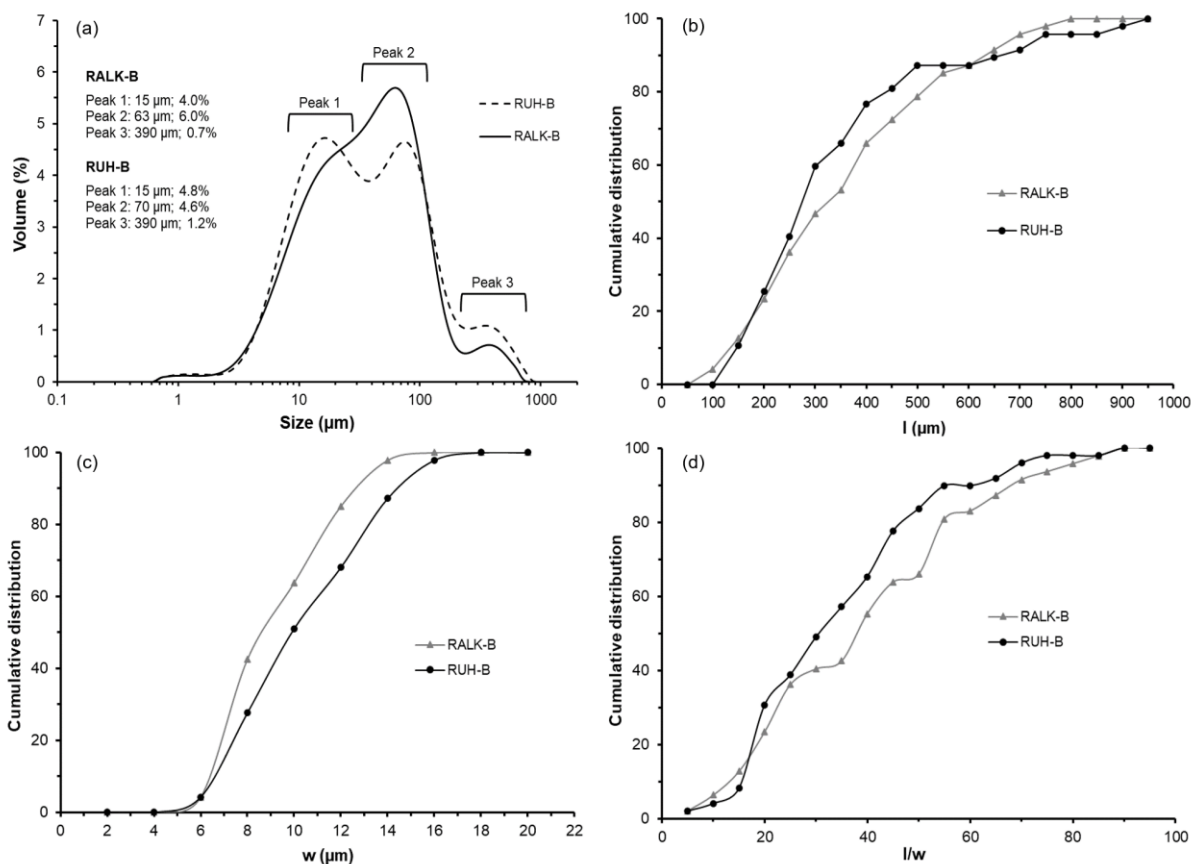 (a)
7
6
5
4
3
2
1
0
Volume (%)
RALK-B
Peak 1: 15 µm; 4.0%
Peak 2: 63 µm; 6.0%
Peak 3: 390 µm; 0.7%
RUH-B
Peak 1: 15 µm; 4.8%
Peak 2: 70 µm; 4.6%
Peak 3: 390 µm; 1.2%
Peak 1
Peak 2
Peak 3
RUH-B
RALK-B
0.1 1 10 100 1000
Size (µm)
(b)
100
80
60
40
20
0
Cumulative distribution
RALK-B
RUH-B
0 100 200 300 400 500 600 700 800 900 1000
l (µm)
(c)
100
80
60
40
20
0
Cumulative distribution
RALK-B
RUH-B
0 2 4 6 8 10 12 14 16 18 20 22
w (µm)
(d)
100
80
60
40
20
0
Cumulative distribution
RALK-B
RUH-B
0 20 40 60 80 100
l/w